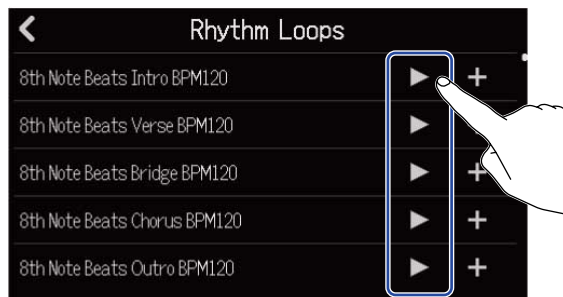 Rhythm Loops
8th Note Beats Intro BPM120
8th Note Beats Verse BPM120
8th Note Beats Bridge BPM120
8th Note Beats Chorus BPM120
8th Note Beats Outro BPM120